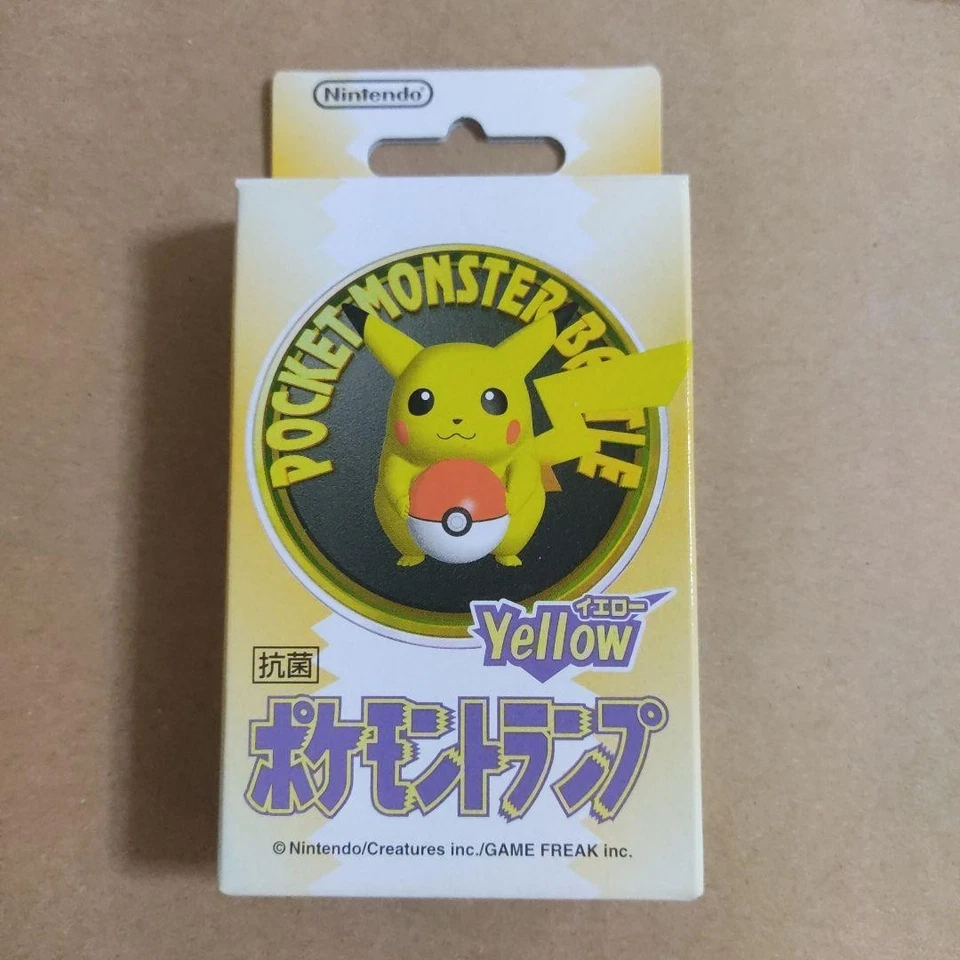 Nintendo®
POCKET MONSTER BATTLE
イエロー
Yellow
抗菌
ポケモントランプ
©Nintendo/Creatures inc./GAME FREAK inc.